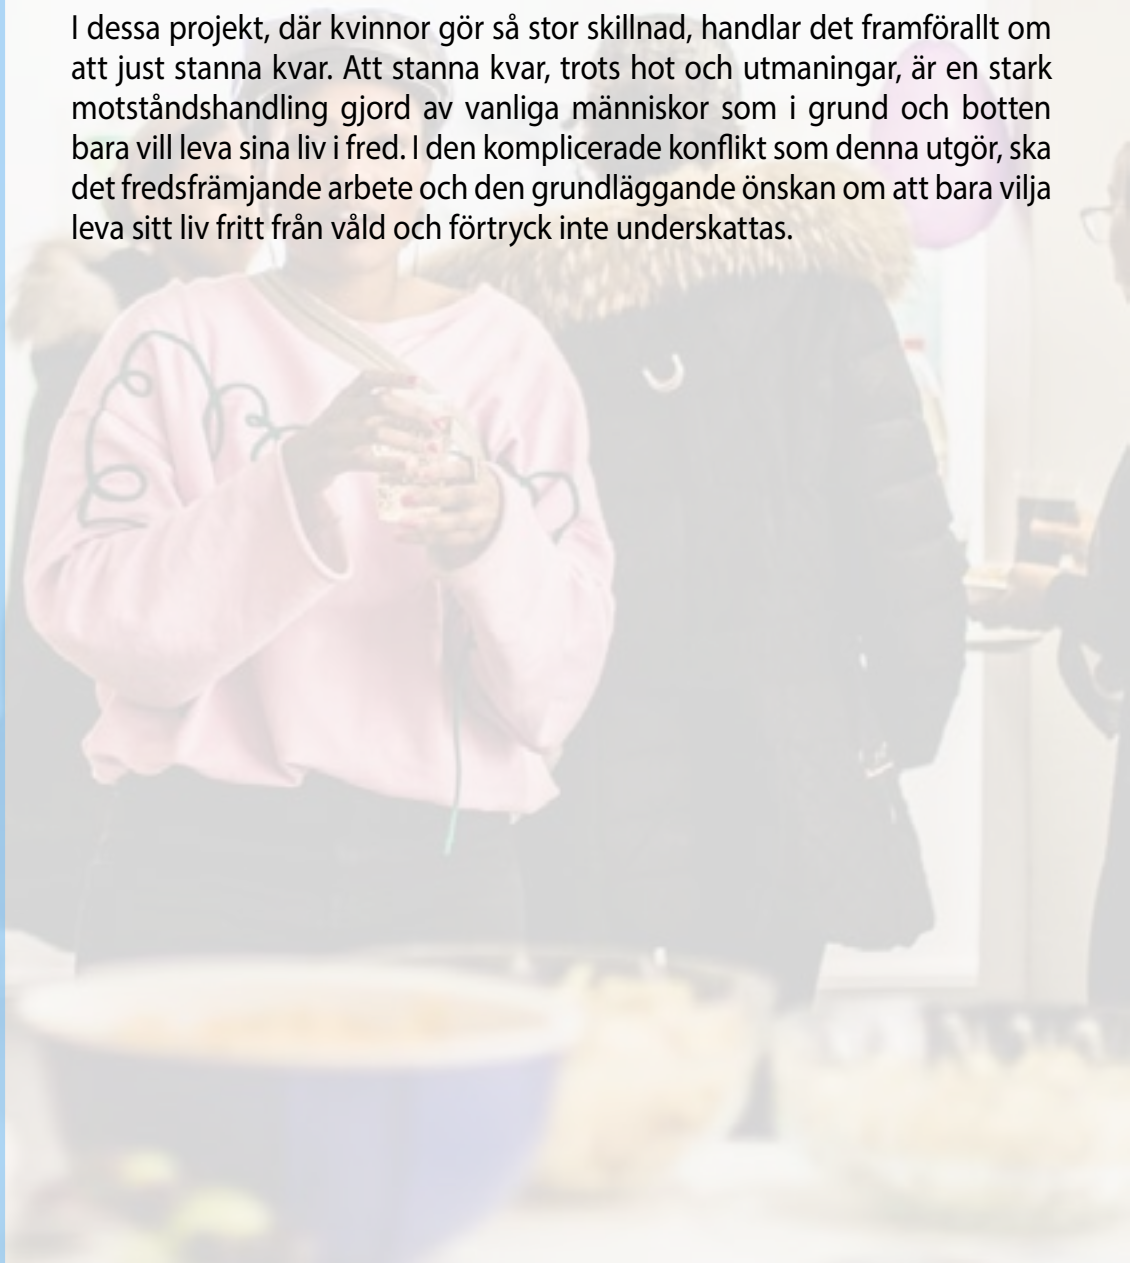 I dessa projekt, där kvinnor gör så stor skillnad, handlar det framförallt om
att just stanna kvar. Att stanna kvar, trots hot och utmaningar, är en stark
motståndshandling gjord av vanliga människor som i grund och botten
bara vill leva sina liv i fred. I den komplicerade konflikt som denna utgör, ska
det fredsfrämjande arbete och den grundläggande önskan om att bara vilja
leva sitt liv fritt från våld och förtryck inte underskattas.